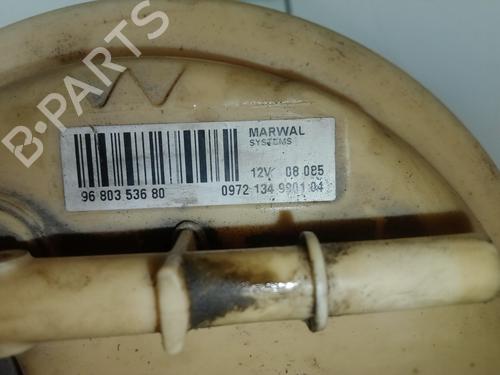 B-PARTS
MARWAL
SYSTEMS
12V 08 085
96 803 536 80 0972 134 9901 04